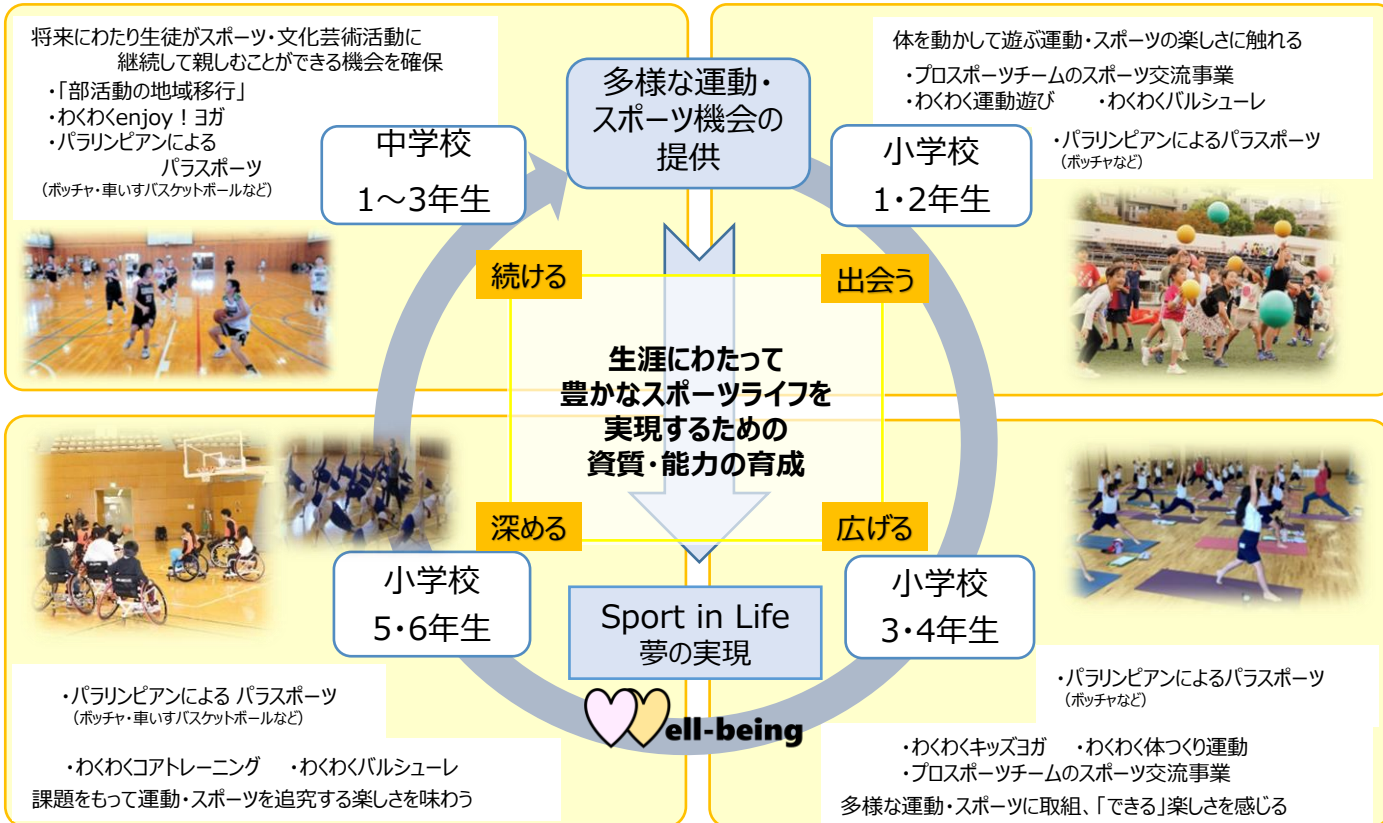 将来にわたり生徒がスポーツ・文化芸術活動に
継続して親しむことができる機会を確保
・「部活動の地域移行」
・わくわくenjoy！ヨガ
・パラリンピアンによる
パラスポーツ
（ボッチャ・車いすバスケットボールなど）
中学校
1～3年生
多様な運動・
スポーツ機会の
提供
体を動かして遊ぶ運動・スポーツの楽しさに触れる
・プロスポーツチームのスポーツ交流事業
・わくわく運動遊び　・わくわくバルシューレ
・パラリンピアンによるパラスポーツ
（ボッチャなど）
小学校
1・2年生
続ける
出会う
生涯にわたって
豊かなスポーツライフを
実現するための
資質・能力の育成
深める
広げる
小学校
5・6年生
Sport in Life
夢の実現
小学校
3・4年生
・パラリンピアンによる パラスポーツ
（ボッチャ・車いすバスケットボールなど）
・わくわくコアトレーニング　・わくわくバルシューレ
課題をもって運動・スポーツを追究する楽しさを味わう
ell-being
・パラリンピアンによるパラスポーツ
（ボッチャなど）
・わくわくキッズヨガ　・わくわく体つくり運動
・プロスポーツチームのスポーツ交流事業
多様な運動・スポーツに取組、「できる」楽しさを感じる